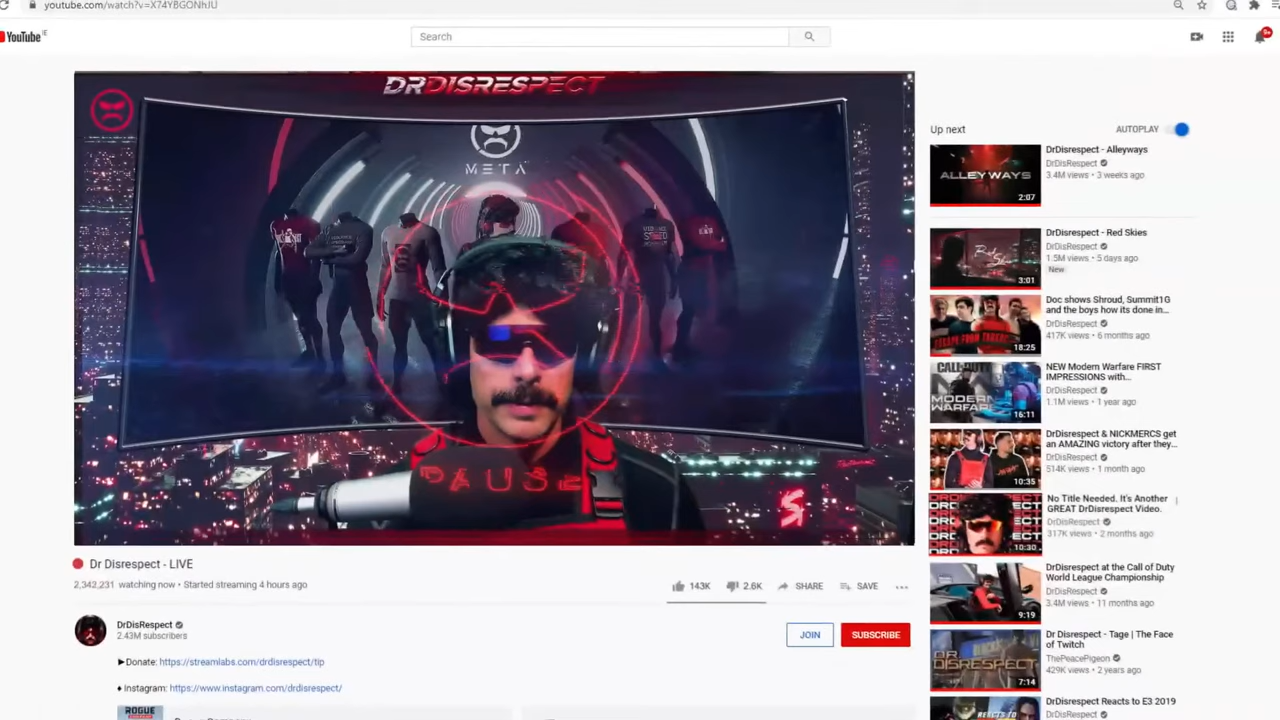 youtube.com/watch?v=X74YBGONhJU
YouTube IE
Search
9+
DRDISRESPECT
META
PAUSE
Dr Disrespect - LIVE
2,342,231 watching now • Started streaming 4 hours ago
143K
2.6K
SHARE
SAVE
DrDisRespect
2.43M subscribers
JOIN
SUBSCRIBE
►Donate: https://streamlabs.com/drdisrespect/tip
♦ Instagram: https://www.instagram.com/drdisrespect/
ROGUE
Up next
AUTOPLAY
ALLEYWAYS
2:07
DrDisrespect - Alleyways
DrDisRespect
3.4M views • 3 weeks ago
3:01
DrDisrespect - Red Skies
DrDisRespect
1.5M views • 5 days ago
New
ESCAPE FROM TARKOV
18:25
Doc shows Shroud, Summit1G
and the boys how its done in...
DrDisRespect
417K views • 6 months ago
CALL OF DUTY
MODERN
WARFARE
16:11
NEW Modern Warfare FIRST
IMPRESSIONS with...
DrDisRespect
1.1M views • 1 year ago
10:35
DrDisrespect & NICKMERCS get
an AMAZING victory after they...
DrDisRespect
514K views • 1 month ago
10:30
No Title Needed. It's Another
GREAT DrDisrespect Video.
DrDisRespect
317K views • 2 months ago
9:19
DrDisrespect at the Call of Duty
World League Championship
DrDisRespect
3.4M views • 11 months ago
DR
DISRESPECT
7:14
Dr Disrespect - Tage | The Face
of Twitch
ThePeacePigeon
429K views • 2 years ago
REACTS TO
DrDisrespect Reacts to E3 2019
DrDisRespect